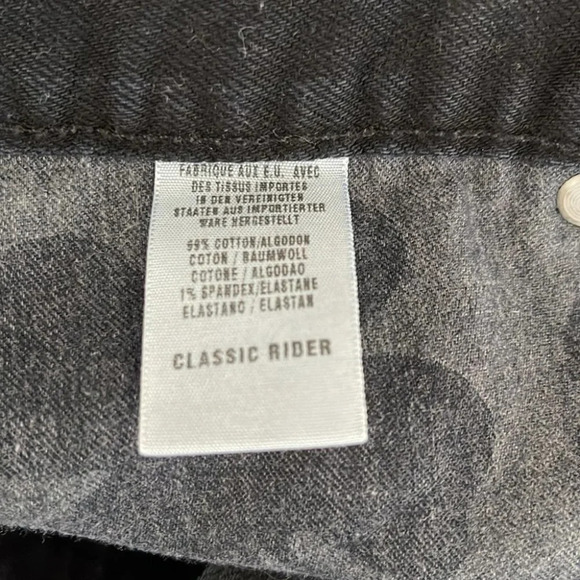 FABRIQUE AUX E.U. AVEC
DES TISSUS IMPORTES
IN DEN VEREINIGTEN
STAATEN AUS IMPORTIERTER
WARE HERGESTELLT
99% COTTON/ALGODON
COTON / BAUMWOLL
COTONE / ALGODAO
1% SPANDEX/ELASTANE
ELASTANO / ELASTAN
CLASSIC RIDER